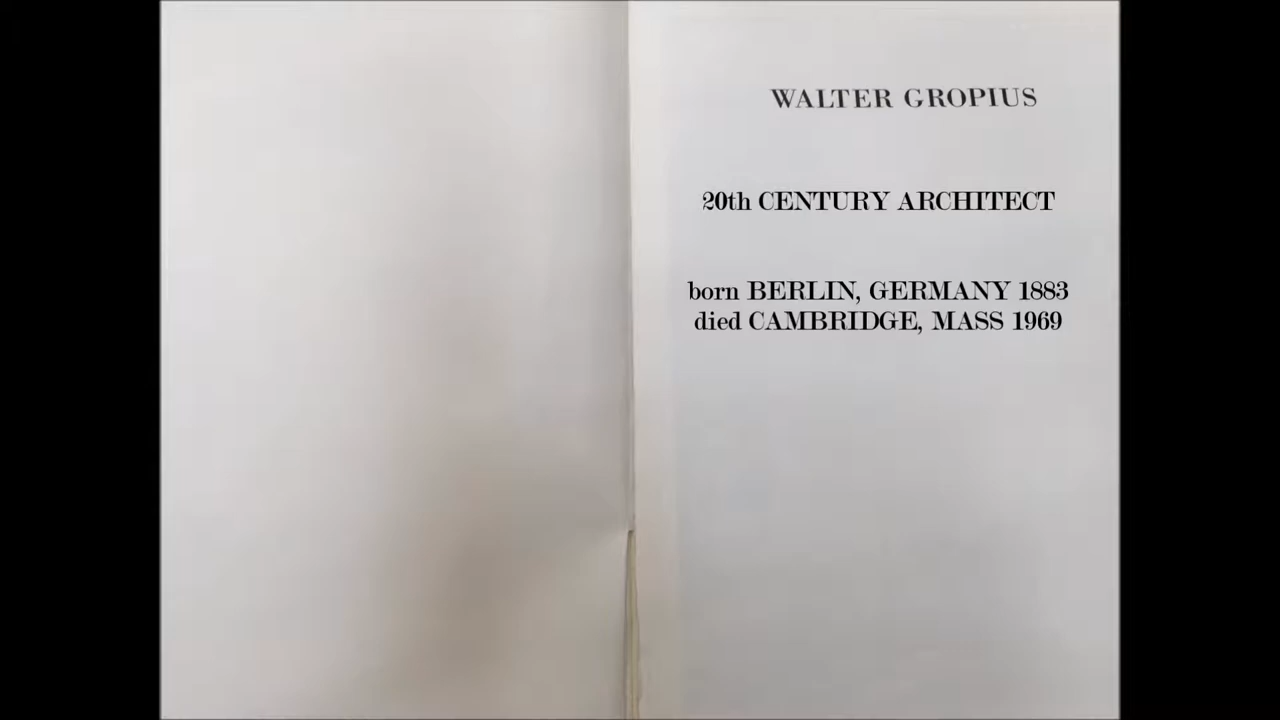 WALTER GROPIUS
20th CENTURY ARCHITECT
born BERLIN, GERMANY 1883
died CAMBRIDGE, MASS 1969